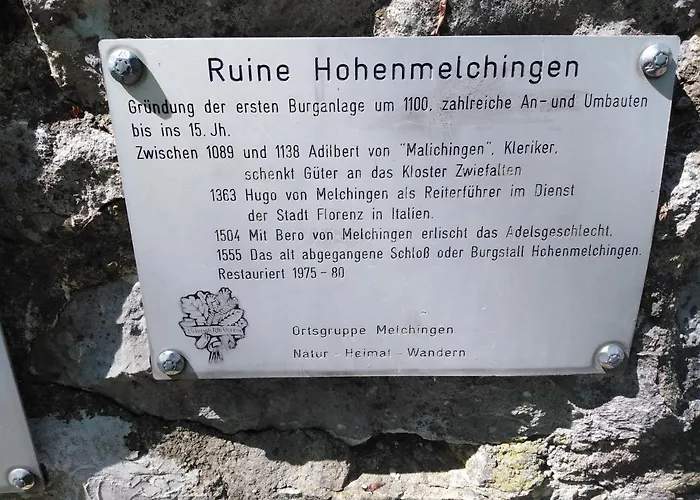 Ruine Hohenmelchingen
Gründung der ersten Burganlage um 1100, zahlreiche An- und Umbauten
bis ins 15. Jh.
Zwischen 1089 und 1138 Adilbert von "Malichingen", Kleriker,
schenkt Güter an das Kloster Zwiefalten
1363 Hugo von Melchingen als Reiterführer im Dienst
der Stadt Florenz in Italien.
1504 Mit Bero von Melchingen erlischt das Adelsgeschlecht.
1555 Das alt abgegangene Schloß oder Burgstall Hohenmelchingen.
Restauriert 1975-80
Schwäb. Alb-Verein
Ortsgruppe Melchingen
Natur - Heimat - Wandern